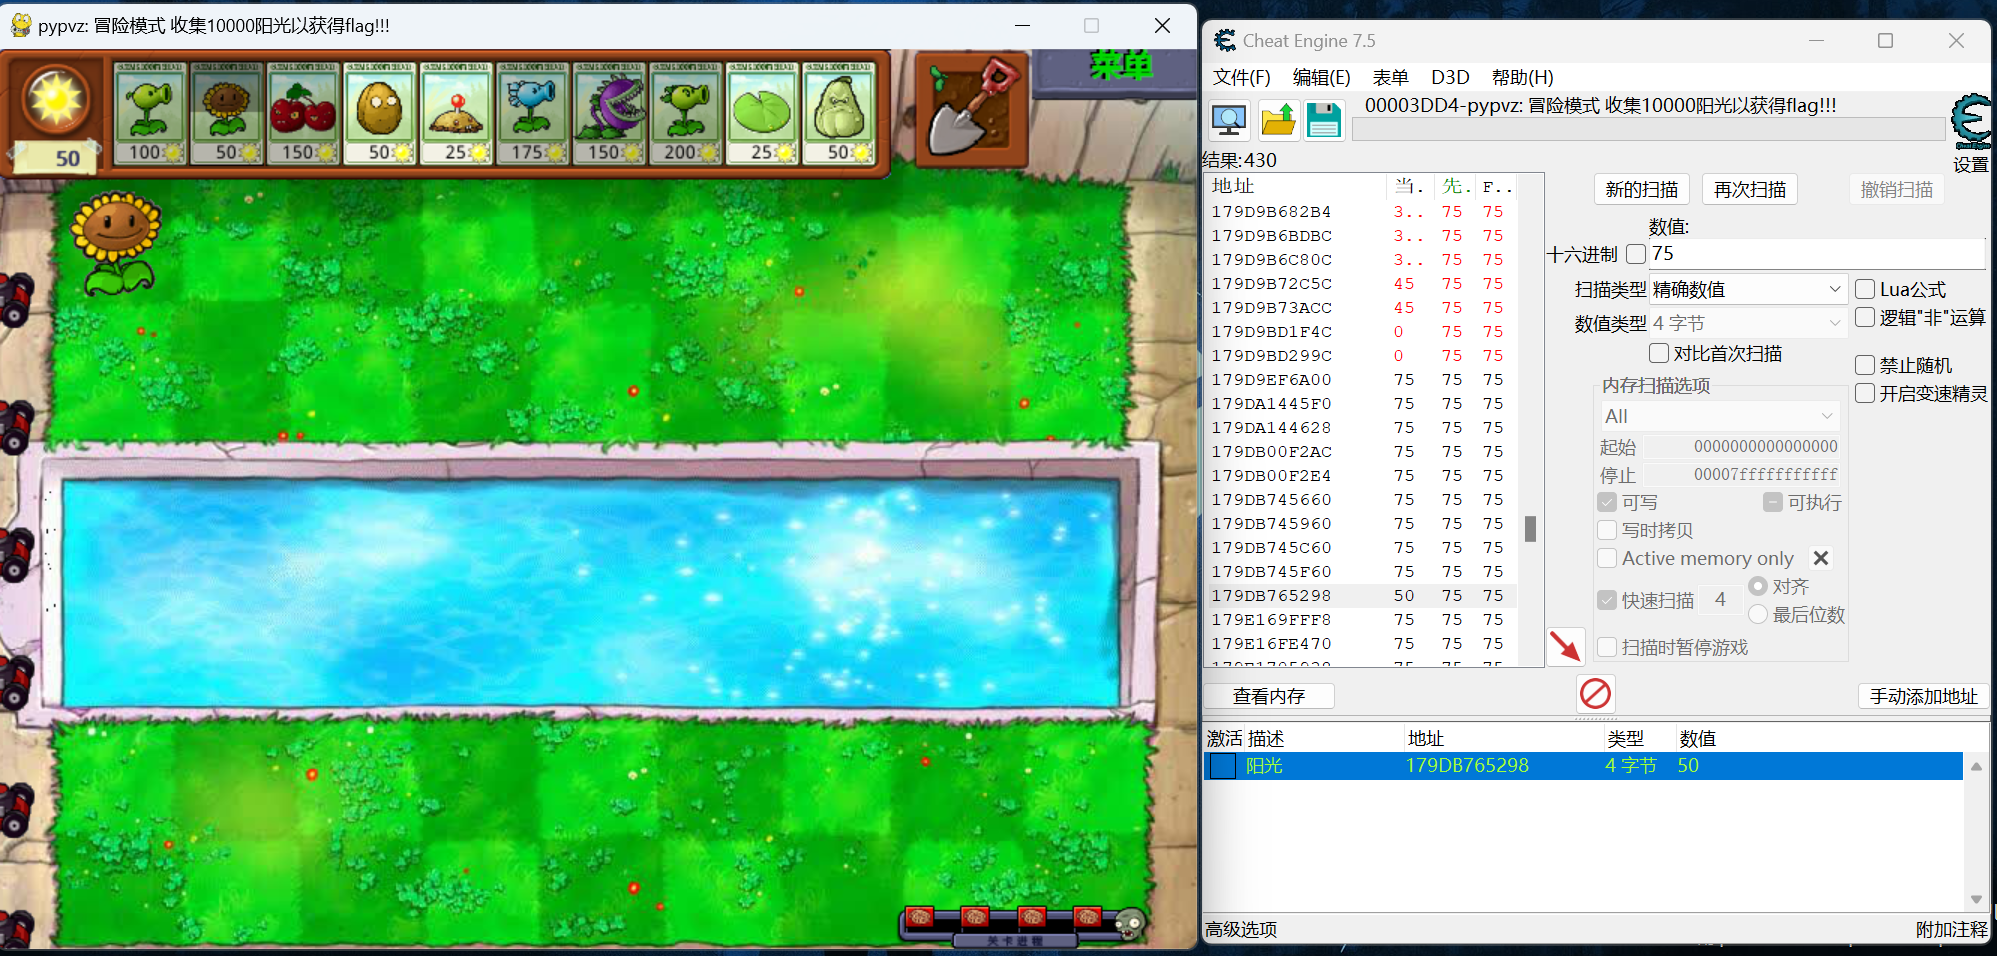 pypvz: 冒险模式 收集10000阳光以获得flag!!!
菜单
50
100
50
150
50
25
175
150
200
25
50
关卡进程
Cheat Engine 7.5
文件(F) 编辑(E) 表单 D3D 帮助(H)
00003DD4-pypvz: 冒险模式 收集10000阳光以获得flag!!!
设置
结果:430
地址 当. 先. F..
179D9B682B4 3.. 75 75
179D9B6BDBC 3.. 75 75
179D9B6C80C 3.. 75 75
179D9B72C5C 45 75 75
179D9B73ACC 45 75 75
179D9BD1F4C 0 75 75
179D9BD299C 0 75 75
179D9EF6A00 75 75 75
179DA1445F0 75 75 75
179DA144628 75 75 75
179DB00F2AC 75 75 75
179DB00F2E4 75 75 75
179DB745660 75 75 75
179DB745960 75 75 75
179DB745C60 75 75 75
179DB745F60 75 75 75
179DB765298 50 75 75
179E169FFF8 75 75 75
179E16FE470 75 75 75
新的扫描 再次扫描 撤销扫描
数值:
十六进制 75
扫描类型 精确数值
Lua公式
数值类型 4 字节
逻辑"非"运算
对比首次扫描
禁止随机
开启变速精灵
内存扫描选项
All
起始 0000000000000000
停止 00007fffffffffff
可写 可执行
写时拷贝
Active memory only
快速扫描 4 对齐
最后位数
扫描时暂停游戏
查看内存 手动添加地址
激活 描述 地址 类型 数值
阳光 179DB765298 4 字节 50
高级选项 附加注释